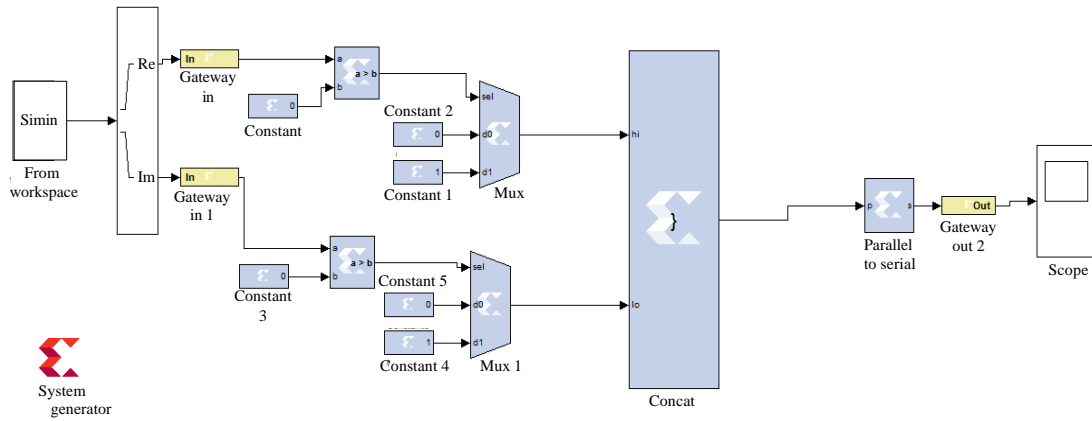 Simin
From
workspace
Re
Im
In
Gateway
in
In
Gateway
in 1
a
b
a > b
0
Constant
Constant 2
0
1
Constant 1
sel
d0
d1
Mux
a
b
a > b
0
Constant
3
Constant 5
0
1
Constant 4
sel
d0
d1
Mux 1
hi
lo
}
Concat
p
s
Parallel
to serial
Out
Gateway
out 2
Scope
System
generator